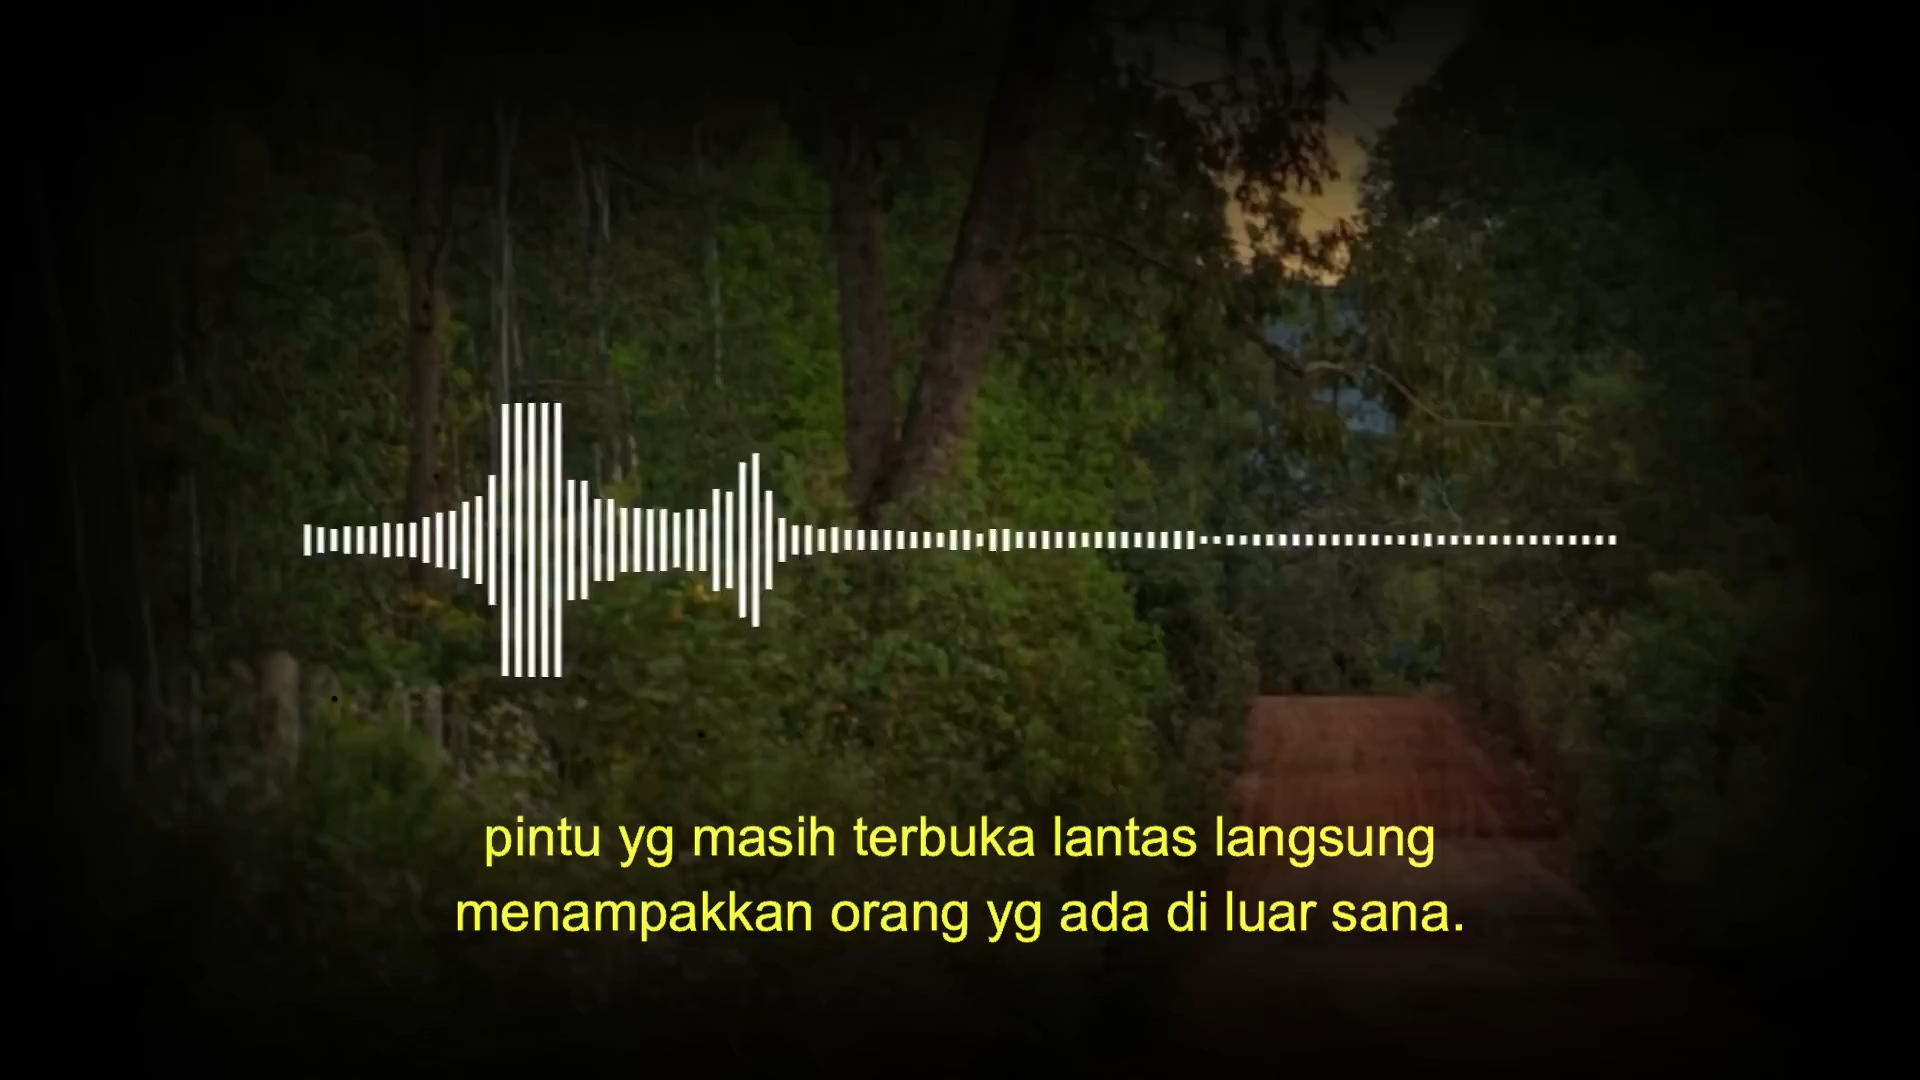 pintu yg masih terbuka lantas langsung
menampakkan orang yg ada di luar sana.